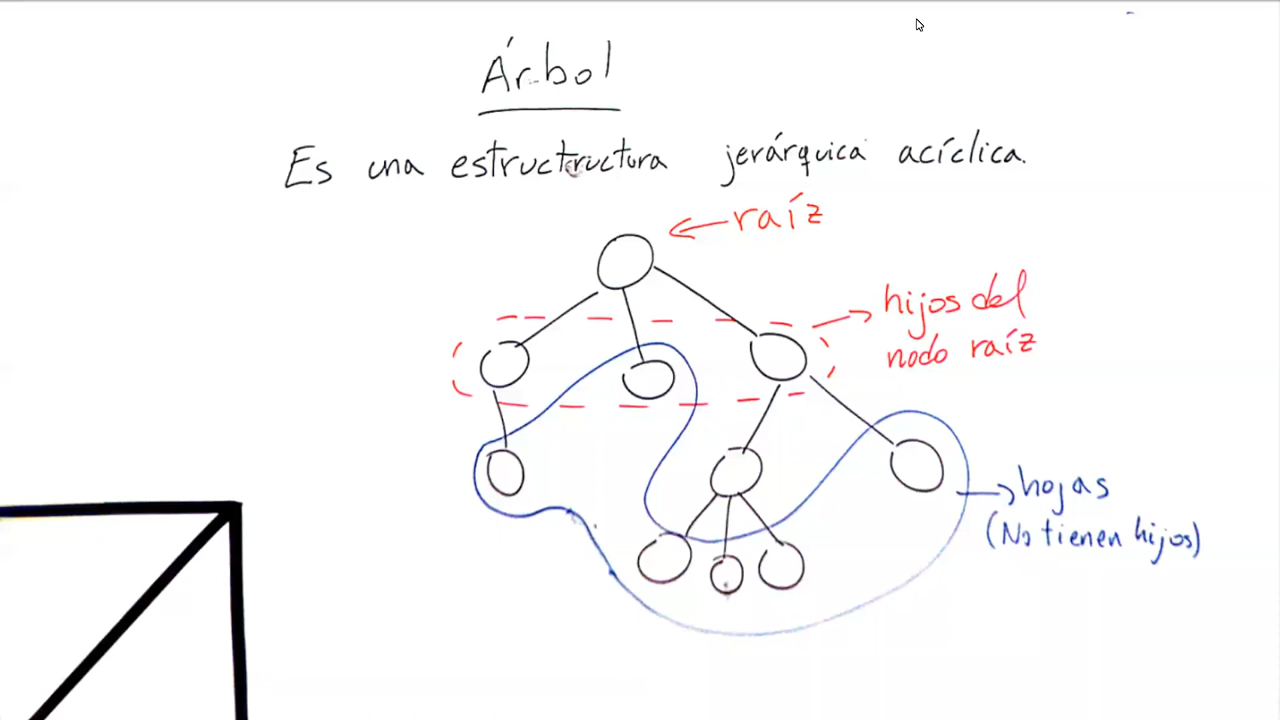 Árbol
Es una estructructura jerárquica acíclica.
raíz
hijos del
nodo raíz
hojas
(No tienen hijos)